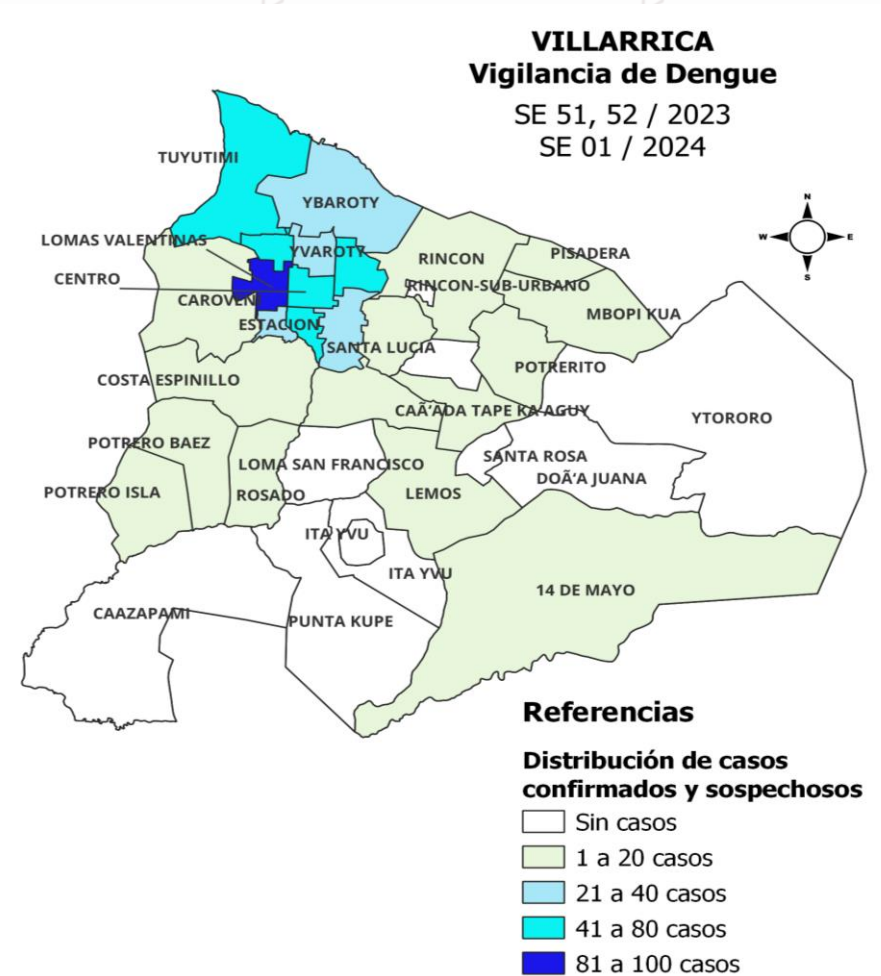 VILLARRICA
Vigilancia de Dengue
SE 51, 52 / 2023
SE 01 / 2024
N
W
E
S
TUYUTIMI
YBAROTY
LOMAS VALENTINAS
YVAROTY
RINCON
PISADERA
CENTRO
RINCON-SUB-URBANO
CAROVENI
MBOPI KUA
ESTACION
SANTA LUCIA
POTRERITO
COSTA ESPINILLO
CAÃ‘ADA TAPE KA AGUY
YTORORO
POTRERO BAEZ
SANTA ROSA
LOMA SAN FRANCISCO
DOÃ‘A JUANA
POTRERO ISLA
ROSADO
LEMOS
ITA YVU
ITA YVU
14 DE MAYO
CAAZAPAMI
PUNTA KUPE
Referencias
Distribución de casos
confirmados y sospechosos
Sin casos
1 a 20 casos
21 a 40 casos
41 a 80 casos
81 a 100 casos